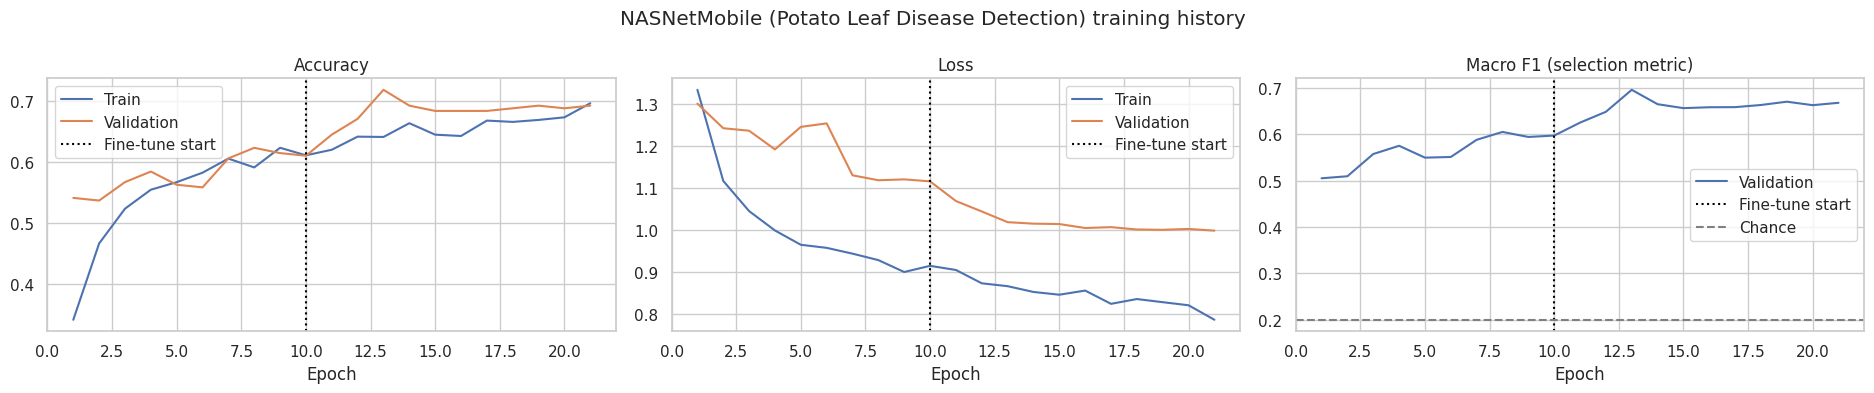 NASNetMobile (Potato Leaf Disease Detection) training history
Accuracy
Train
Validation
Fine-tune start
0.7
0.6
0.5
0.4
0.0
2.5
5.0
7.5
10.0
12.5
15.0
17.5
20.0
Epoch
Loss
Train
Validation
Fine-tune start
1.3
1.2
1.1
1.0
0.9
0.8
0.0
2.5
5.0
7.5
10.0
12.5
15.0
17.5
20.0
Epoch
Macro F1 (selection metric)
Validation
Fine-tune start
Chance
0.7
0.6
0.5
0.4
0.3
0.2
0.0
2.5
5.0
7.5
10.0
12.5
15.0
17.5
20.0
Epoch